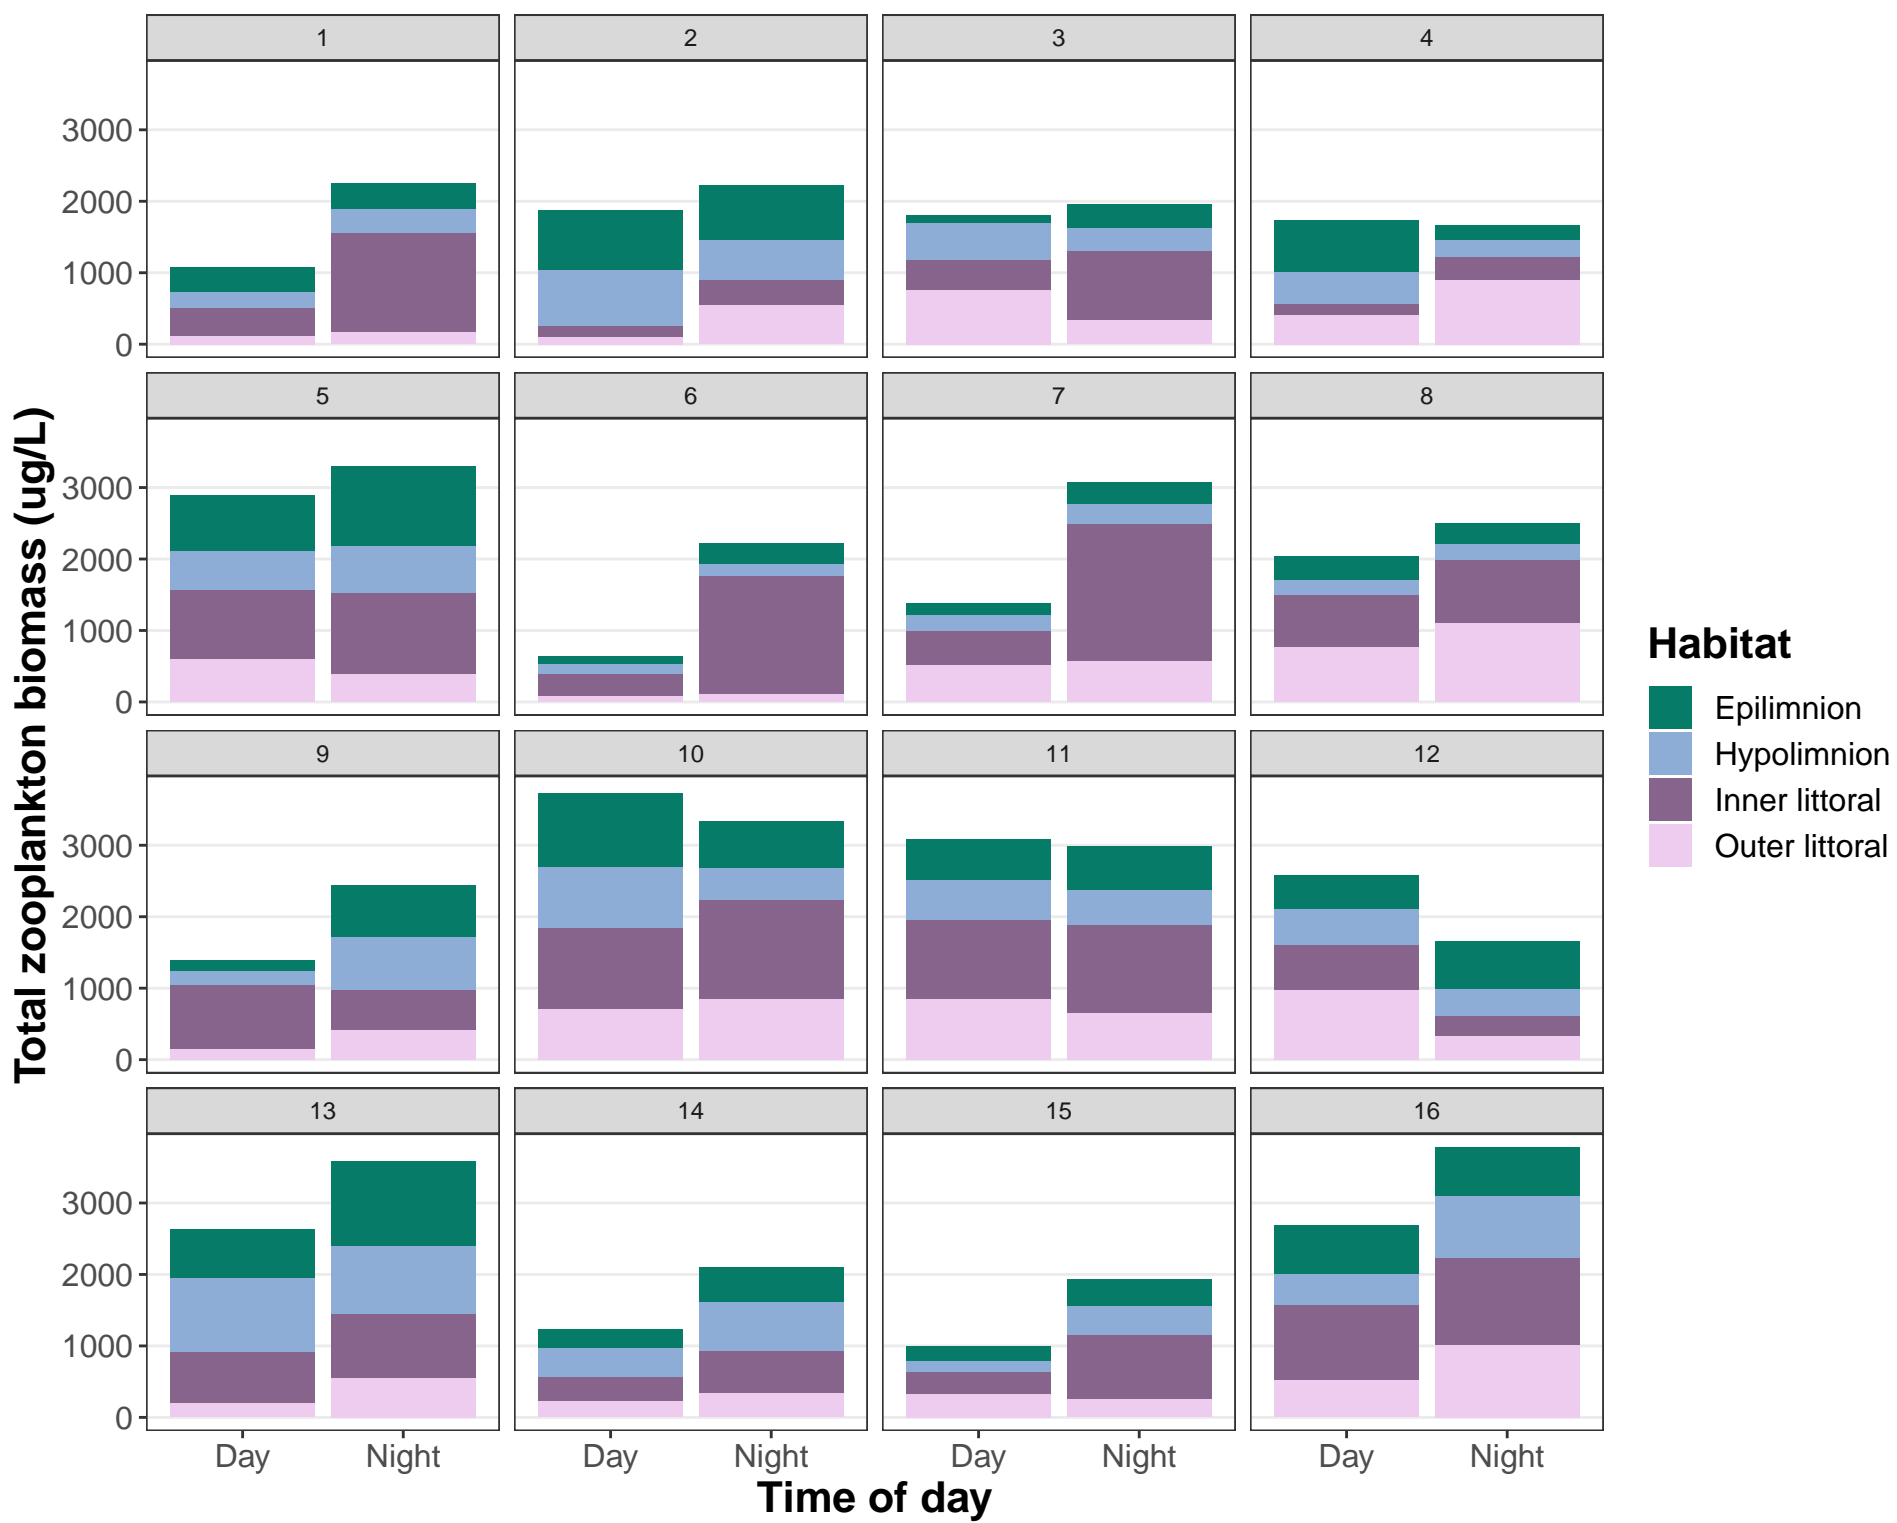 1
2
3
4
3000
2000
1000
0
5
6
7
8
3000
2000
1000
0
9
10
11
12
3000
2000
1000
0
13
14
15
16
3000
2000
1000
0
Day
Night
Day
Night
Day
Night
Day
Night
Time of day
Total zooplankton biomass (ug/L)
Habitat
Epilimnion
Hypolimnion
Inner littoral
Outer littoral